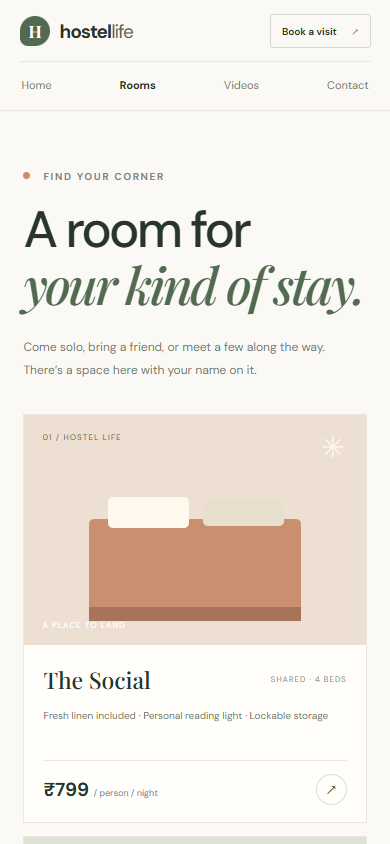 H hostellife
Book a visit ↗
Home Rooms Videos Contact
FIND YOUR CORNER
A room for
your kind of stay.
Come solo, bring a friend, or meet a few along the way.
There's a space here with your name on it.
01 / HOSTEL LIFE
A PLACE TO LAND
The Social
SHARED · 4 BEDS
Fresh linen included · Personal reading light · Lockable storage
₹799 / person / night ↗